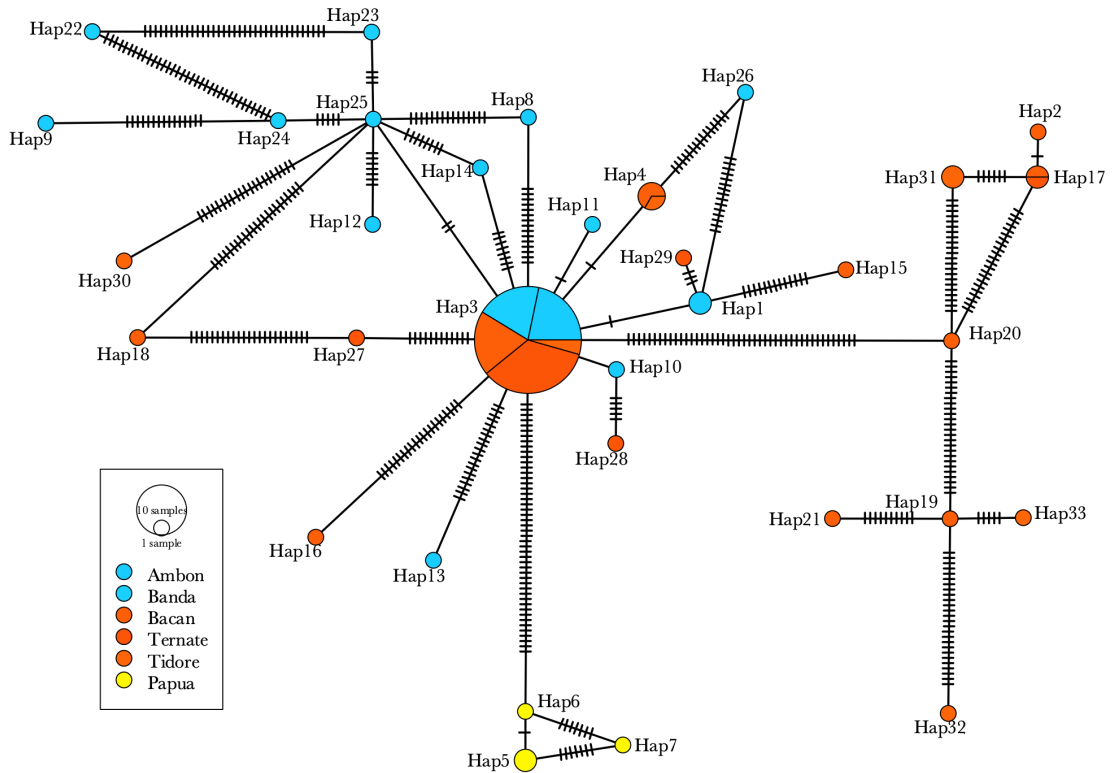 Hap23
Hap22
Hap26
Hap25
Hap8
Hap2
Hap9
Hap24
Hap14
Hap4
Hap31
Hap17
Hap11
Hap12
Hap29
Hap15
Hap30
Hap3
Hap1
Hap20
Hap18
Hap27
Hap10
Hap28
Hap19
Hap21
Hap33
Hap16
Hap13
10 samples
1 sample
Ambon
Banda
Bacan
Ternate
Tidore
Papua
Hap6
Hap32
Hap7
Hap5